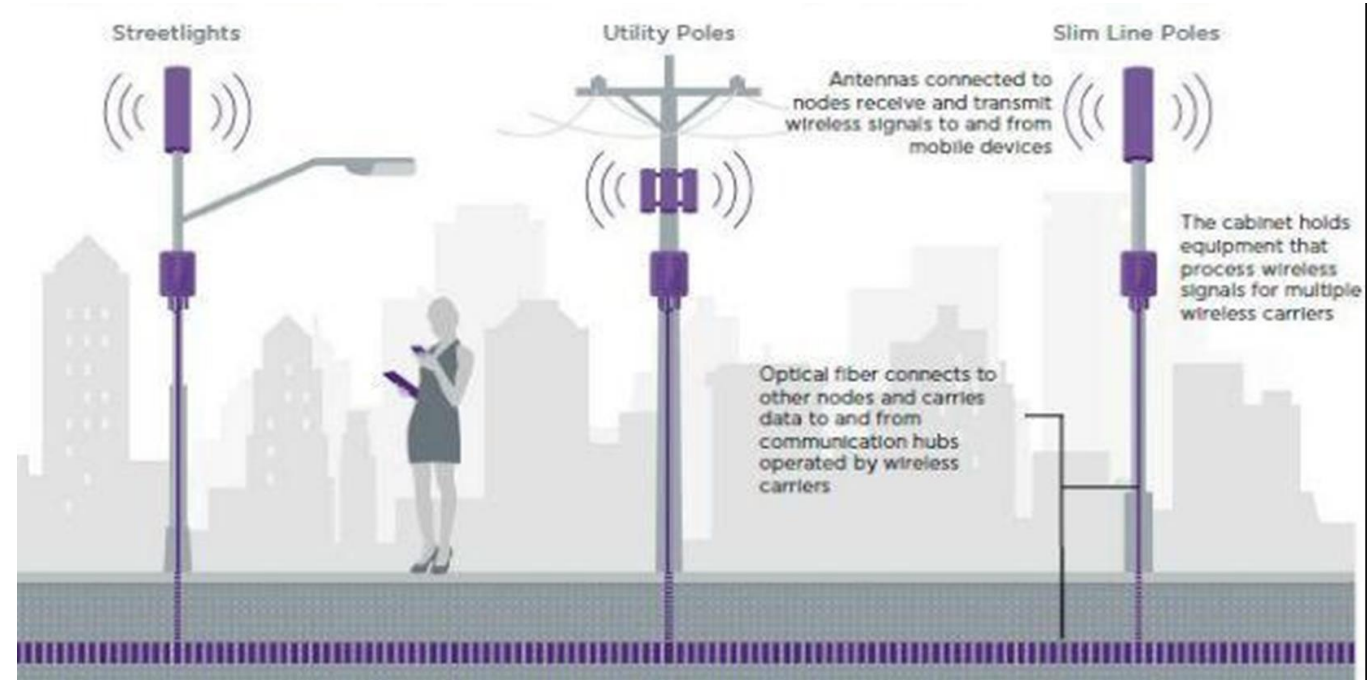 Streetlights
Utility Poles
Slim Line Poles
Antennas connected to
nodes receive and transmit
wireless signals to and from
mobile devices
The cabinet holds
equipment that
process wireless
signals for multiple
wireless carriers
Optical fiber connects to
other nodes and carries
data to and from
communication hubs
operated by wireless
carriers